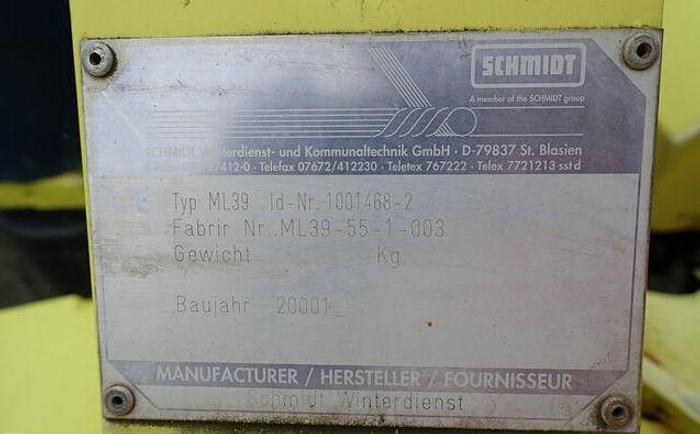 SCHMIDT
A member of the SCHMIDT group
SCHMIDT Winterdienst- und Kommunaltechnik GmbH · D-79837 St. Blasien
/412-0 · Telefax 07672/412230 · Teletex 767222 · Telex 7721213 sst d
Typ ML39 Id-Nr. 1001468-2
Fabrir Nr. ML39-55-1-003
Gewicht Kg
Baujahr 20001
MANUFACTURER / HERSTELLER / FOURNISSEUR
Schmidt Winterdienst